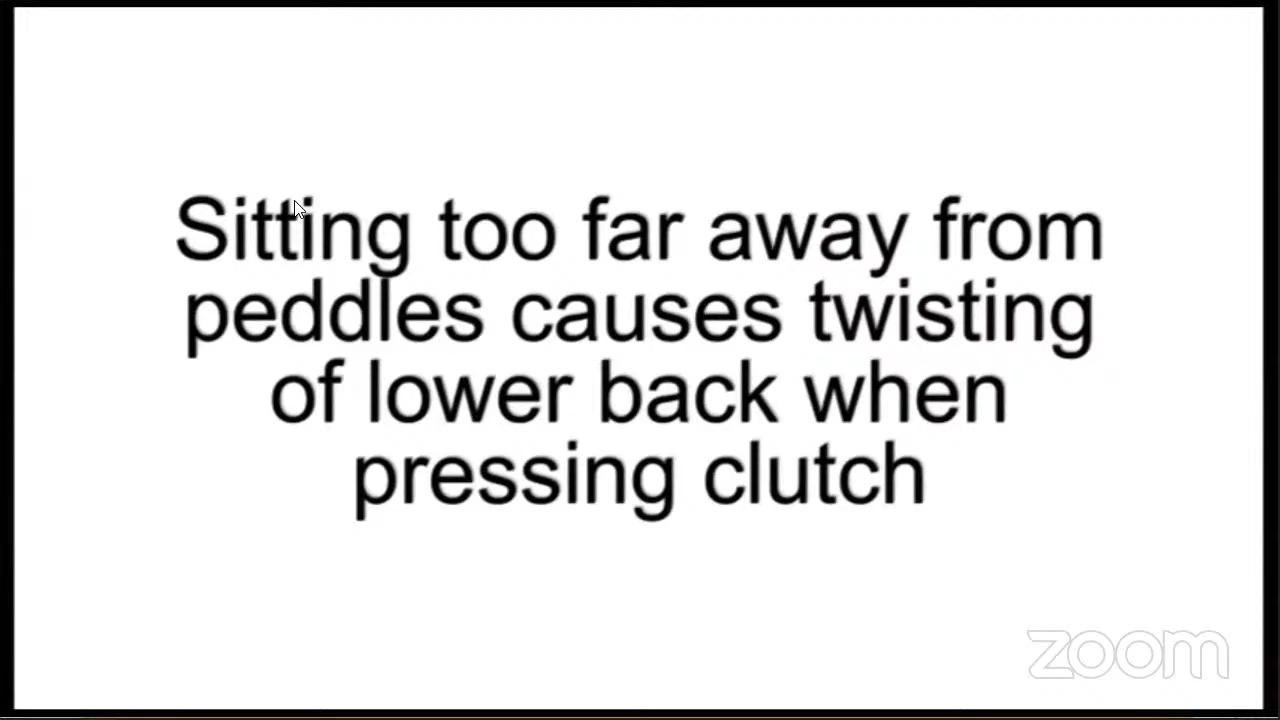 Sitting too far away from
peddles causes twisting
of lower back when
pressing clutch
zoom